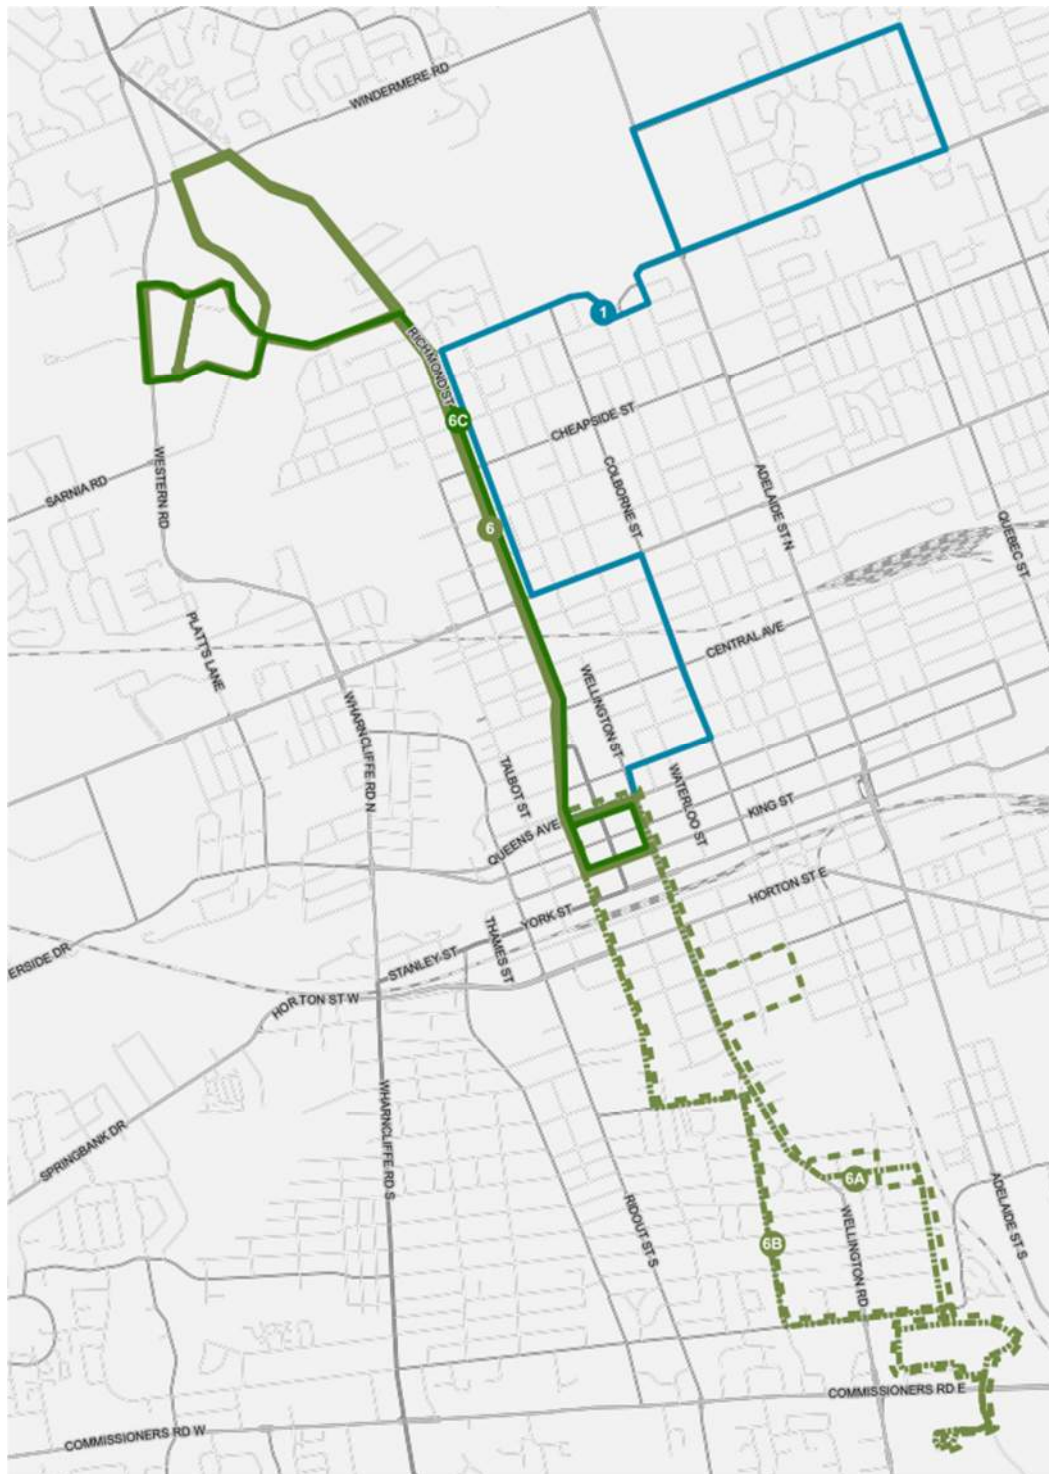 WINDERMERE RD
1
RICHMOND ST
6C
CHEAPSIDE ST
SARNIA RD
WESTERN RD
COLBORNE ST
ADELAIDE ST N
6
QUEBEC ST
PLATT'S LANE
CENTRAL AVE
WHARNCLIFFE RD N
WELLINGTON ST
TALBOT ST
WATERLOO ST
QUEENS AVE
KING ST
HORTON ST E
YORK ST
THAMES ST
STANLEY ST
ERSIDE DR
HORTON ST W
WHARNCLIFFE RD S
SPRINGBANK DR
6A
ADELAIDE ST S
RIDOUT ST S
6B
WELLINGTON RD
COMMISSIONERS RD E
COMMISSIONERS RD W